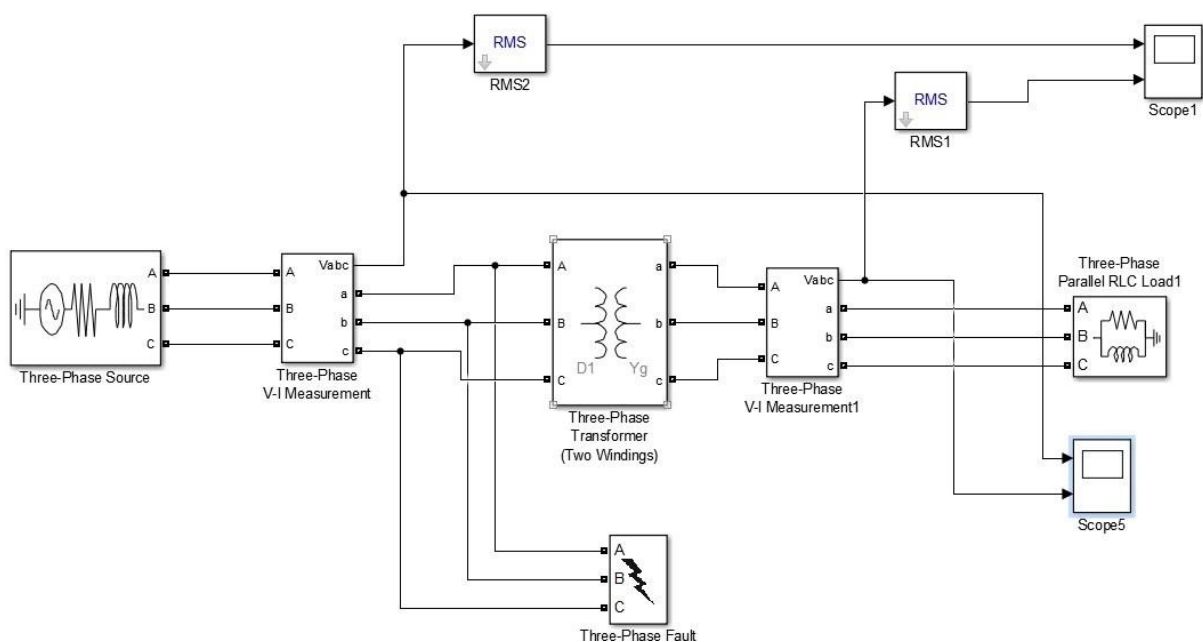 RMS
RMS2
RMS
RMS1
Scope1
A
B
C
Three-Phase Source
A
B
C
Vabc
a
b
c
Three-Phase
V-I Measurement
A
B
C
D1
Yg
a
b
c
Three-Phase
Transformer
(Two Windings)
A
B
C
Vabc
a
b
c
Three-Phase
V-I Measurement1
Three-Phase
Parallel RLC Load1
A
B
C
Scope5
A
B
C
Three-Phase Fault